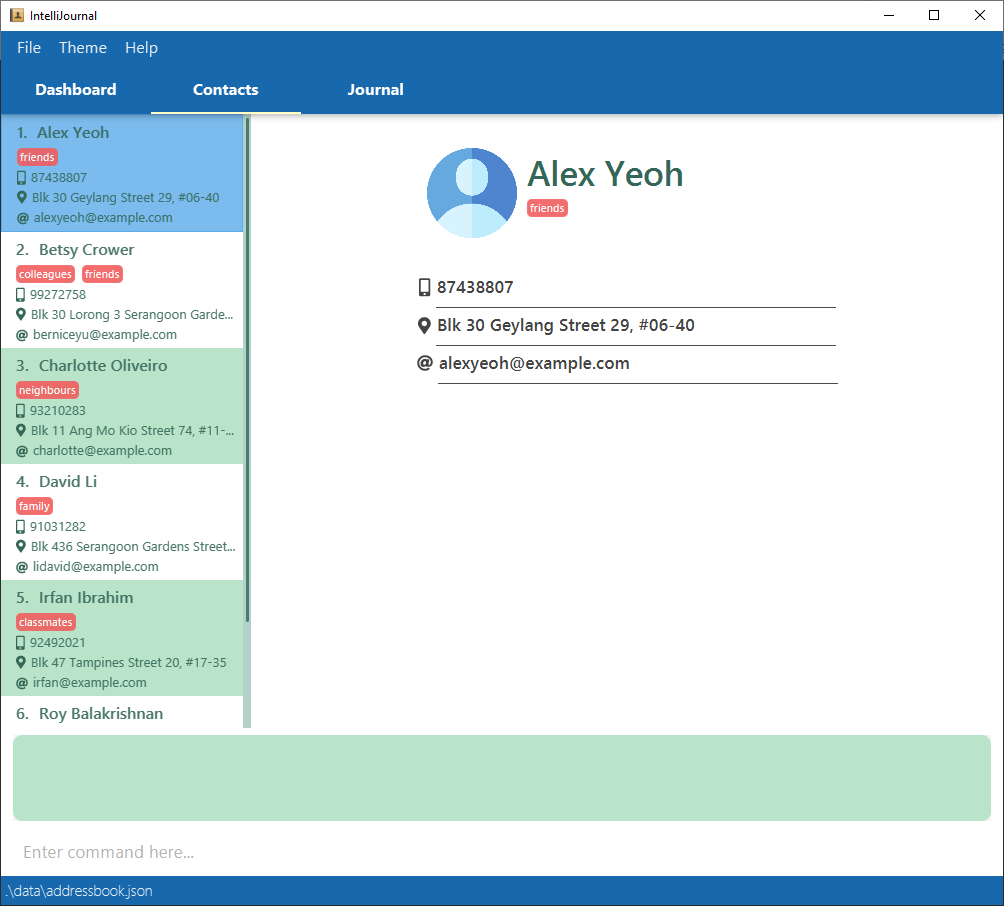 IntelliJournal
File Theme Help
Dashboard Contacts Journal
1. Alex Yeoh
friends
87438807
Blk 30 Geylang Street 29, #06-40
@ alexyeoh@example.com
2. Betsy Crower
colleagues friends
99272758
Blk 30 Lorong 3 Serangoon Garde...
@ berniceyu@example.com
3. Charlotte Oliveiro
neighbours
93210283
Blk 11 Ang Mo Kio Street 74, #11-...
@ charlotte@example.com
4. David Li
family
91031282
Blk 436 Serangoon Gardens Street...
@ lidavid@example.com
5. Irfan Ibrahim
classmates
92492021
Blk 47 Tampines Street 20, #17-35
@ irfan@example.com
6. Roy Balakrishnan
Alex Yeoh
friends
87438807
Blk 30 Geylang Street 29, #06-40
@ alexyeoh@example.com
Enter command here...
.\data\addressbook.json